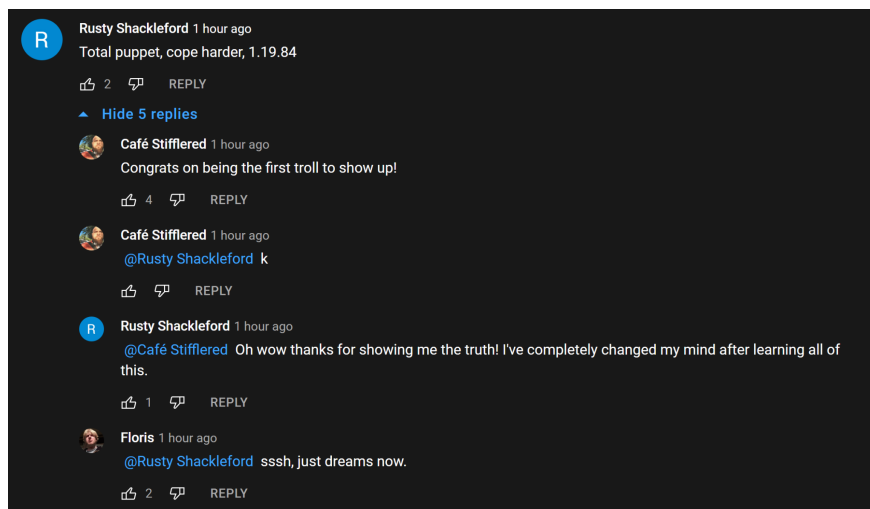 R
Rusty Shackleford 1 hour ago
Total puppet, cope harder, 1.19.84
2 REPLY
Hide 5 replies
Café Stifflered 1 hour ago
Congrats on being the first troll to show up!
4 REPLY
Café Stifflered 1 hour ago
@Rusty Shackleford k
REPLY
R
Rusty Shackleford 1 hour ago
@Café Stifflered Oh wow thanks for showing me the truth! I've completely changed my mind after learning all of
this.
1 REPLY
Floris 1 hour ago
@Rusty Shackleford sssh, just dreams now.
2 REPLY